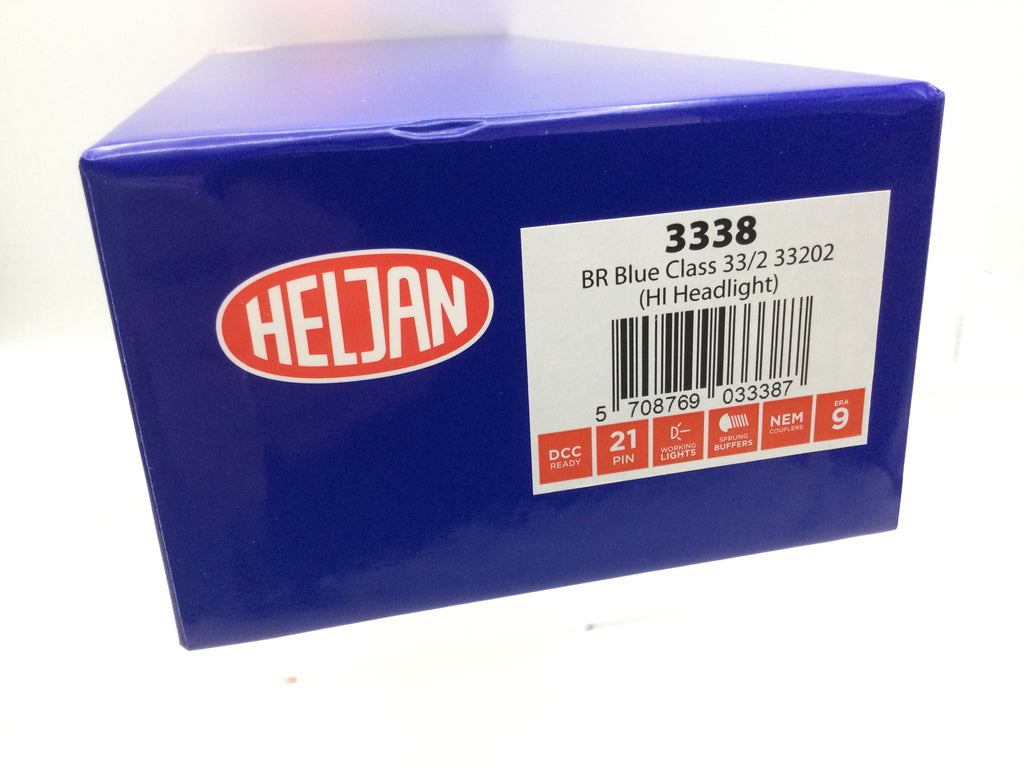 HELJAN
3338
BR Blue Class 33/2 33202
(HI Headlight)
5 708769 033387
DCC
READY
21
PIN
WORKING
LIGHTS
SPRUNG
BUFFERS
NEM
COUPLERS
ERA
9